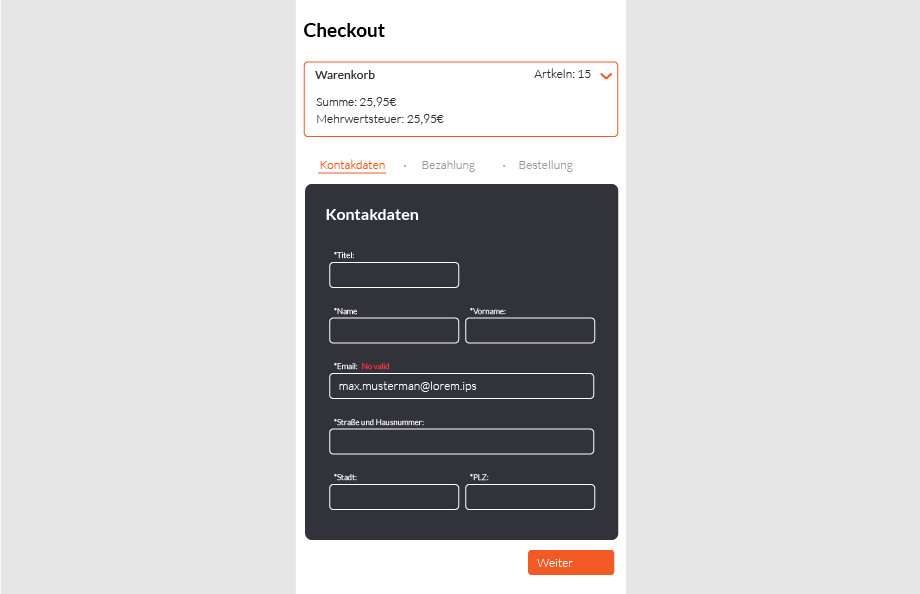 Checkout
Warenkorb Artkeln: 15
Summe: 25,95€
Mehrwertsteuer: 25,95€
Kontakdaten · Bezahlung · Bestellung
Kontakdaten
*Titel:
*Name *Vorname:
*Email: No valid
max.musterman@lorem.ips
*Straße und Hausnummer:
*Stadt: *PLZ:
Weiter